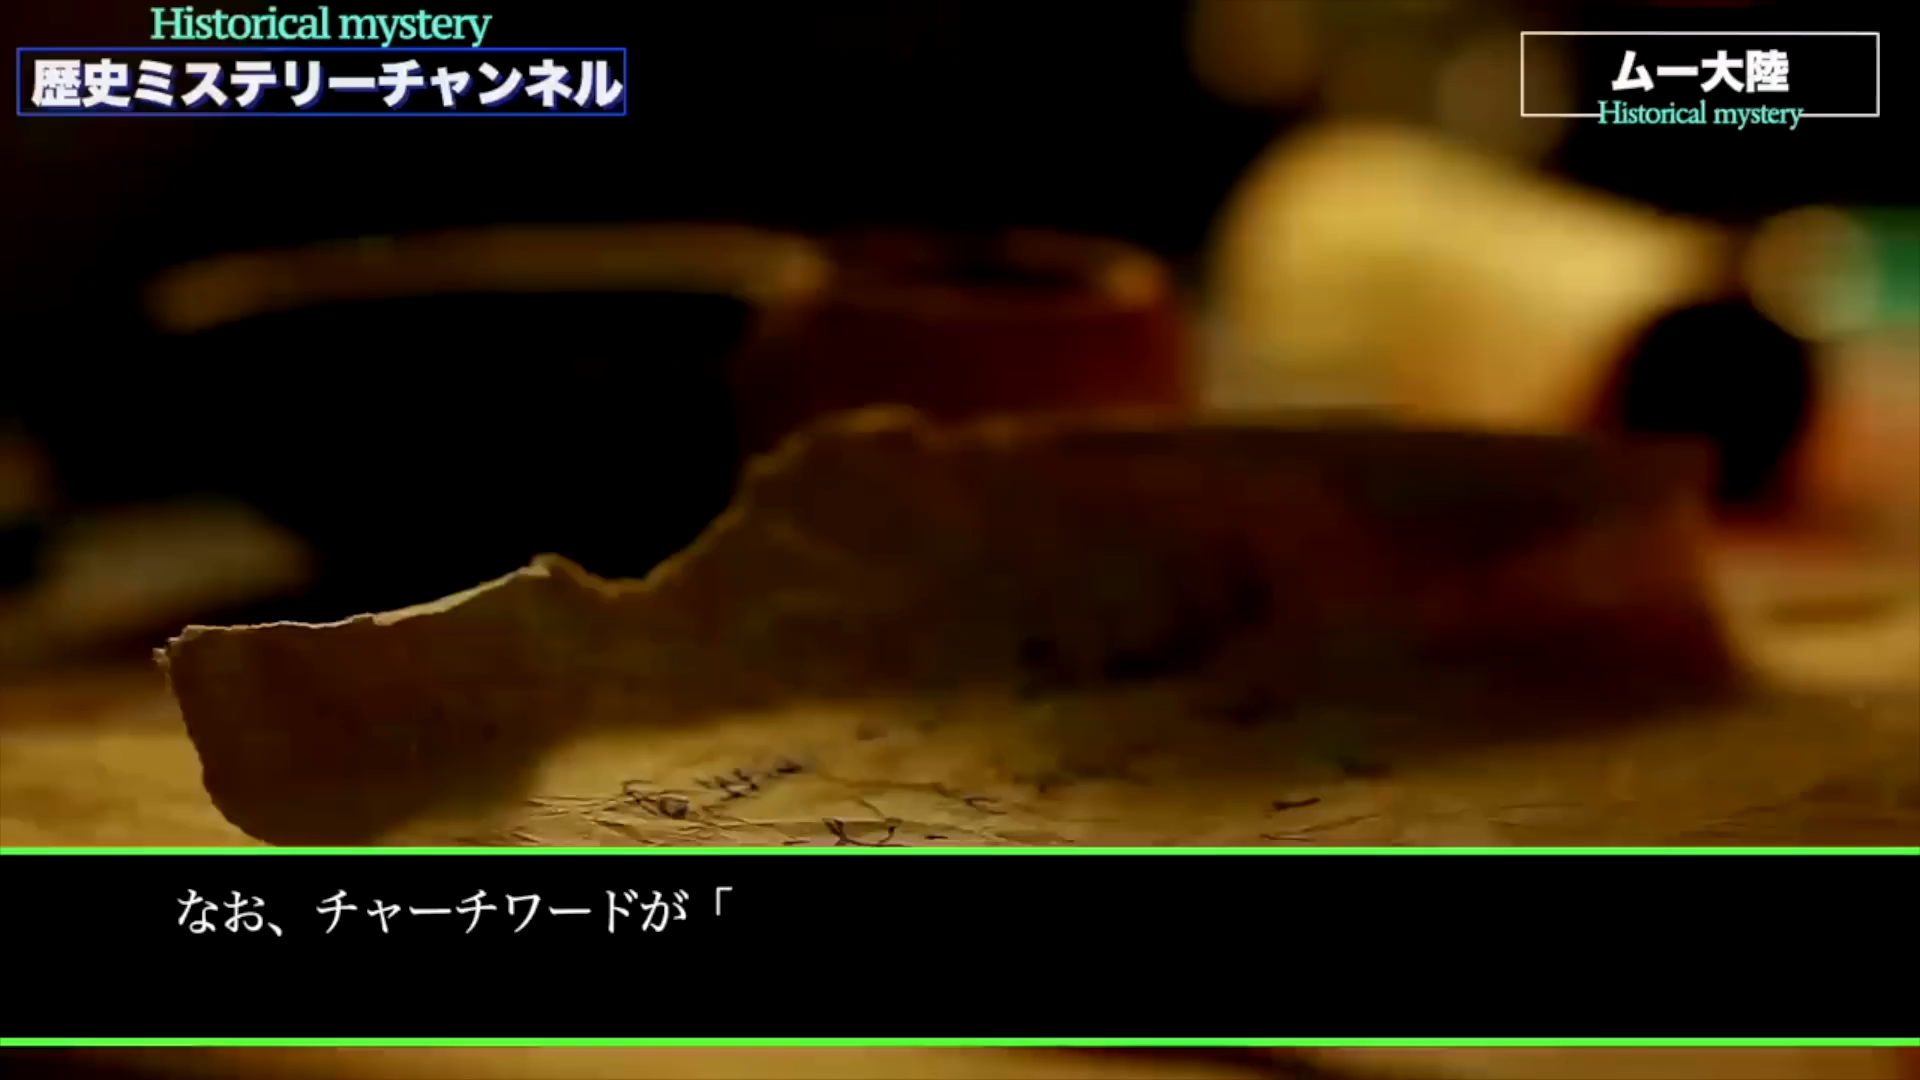 Historical mystery
歴史ミステリーチャンネル
ムー大陸
Historical mystery
なお、チャーチワードが「